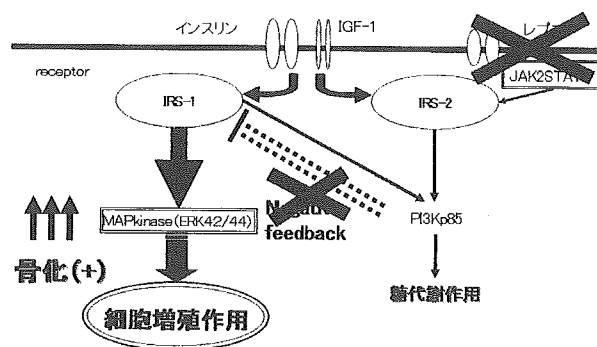 インスリン
IGF-1
receptor
IRS-1
IRS-2
MAPkinase(ERK42/44)
feedback
PI3Kp85
骨化(+)
糖代謝作用
細胞増殖作用